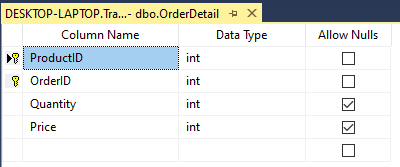 DESKTOP-LAPTOP.Tra...- dbo.OrderDetail
Column Name Data Type Allow Nulls
ProductID int
OrderID int
Quantity int
Price int